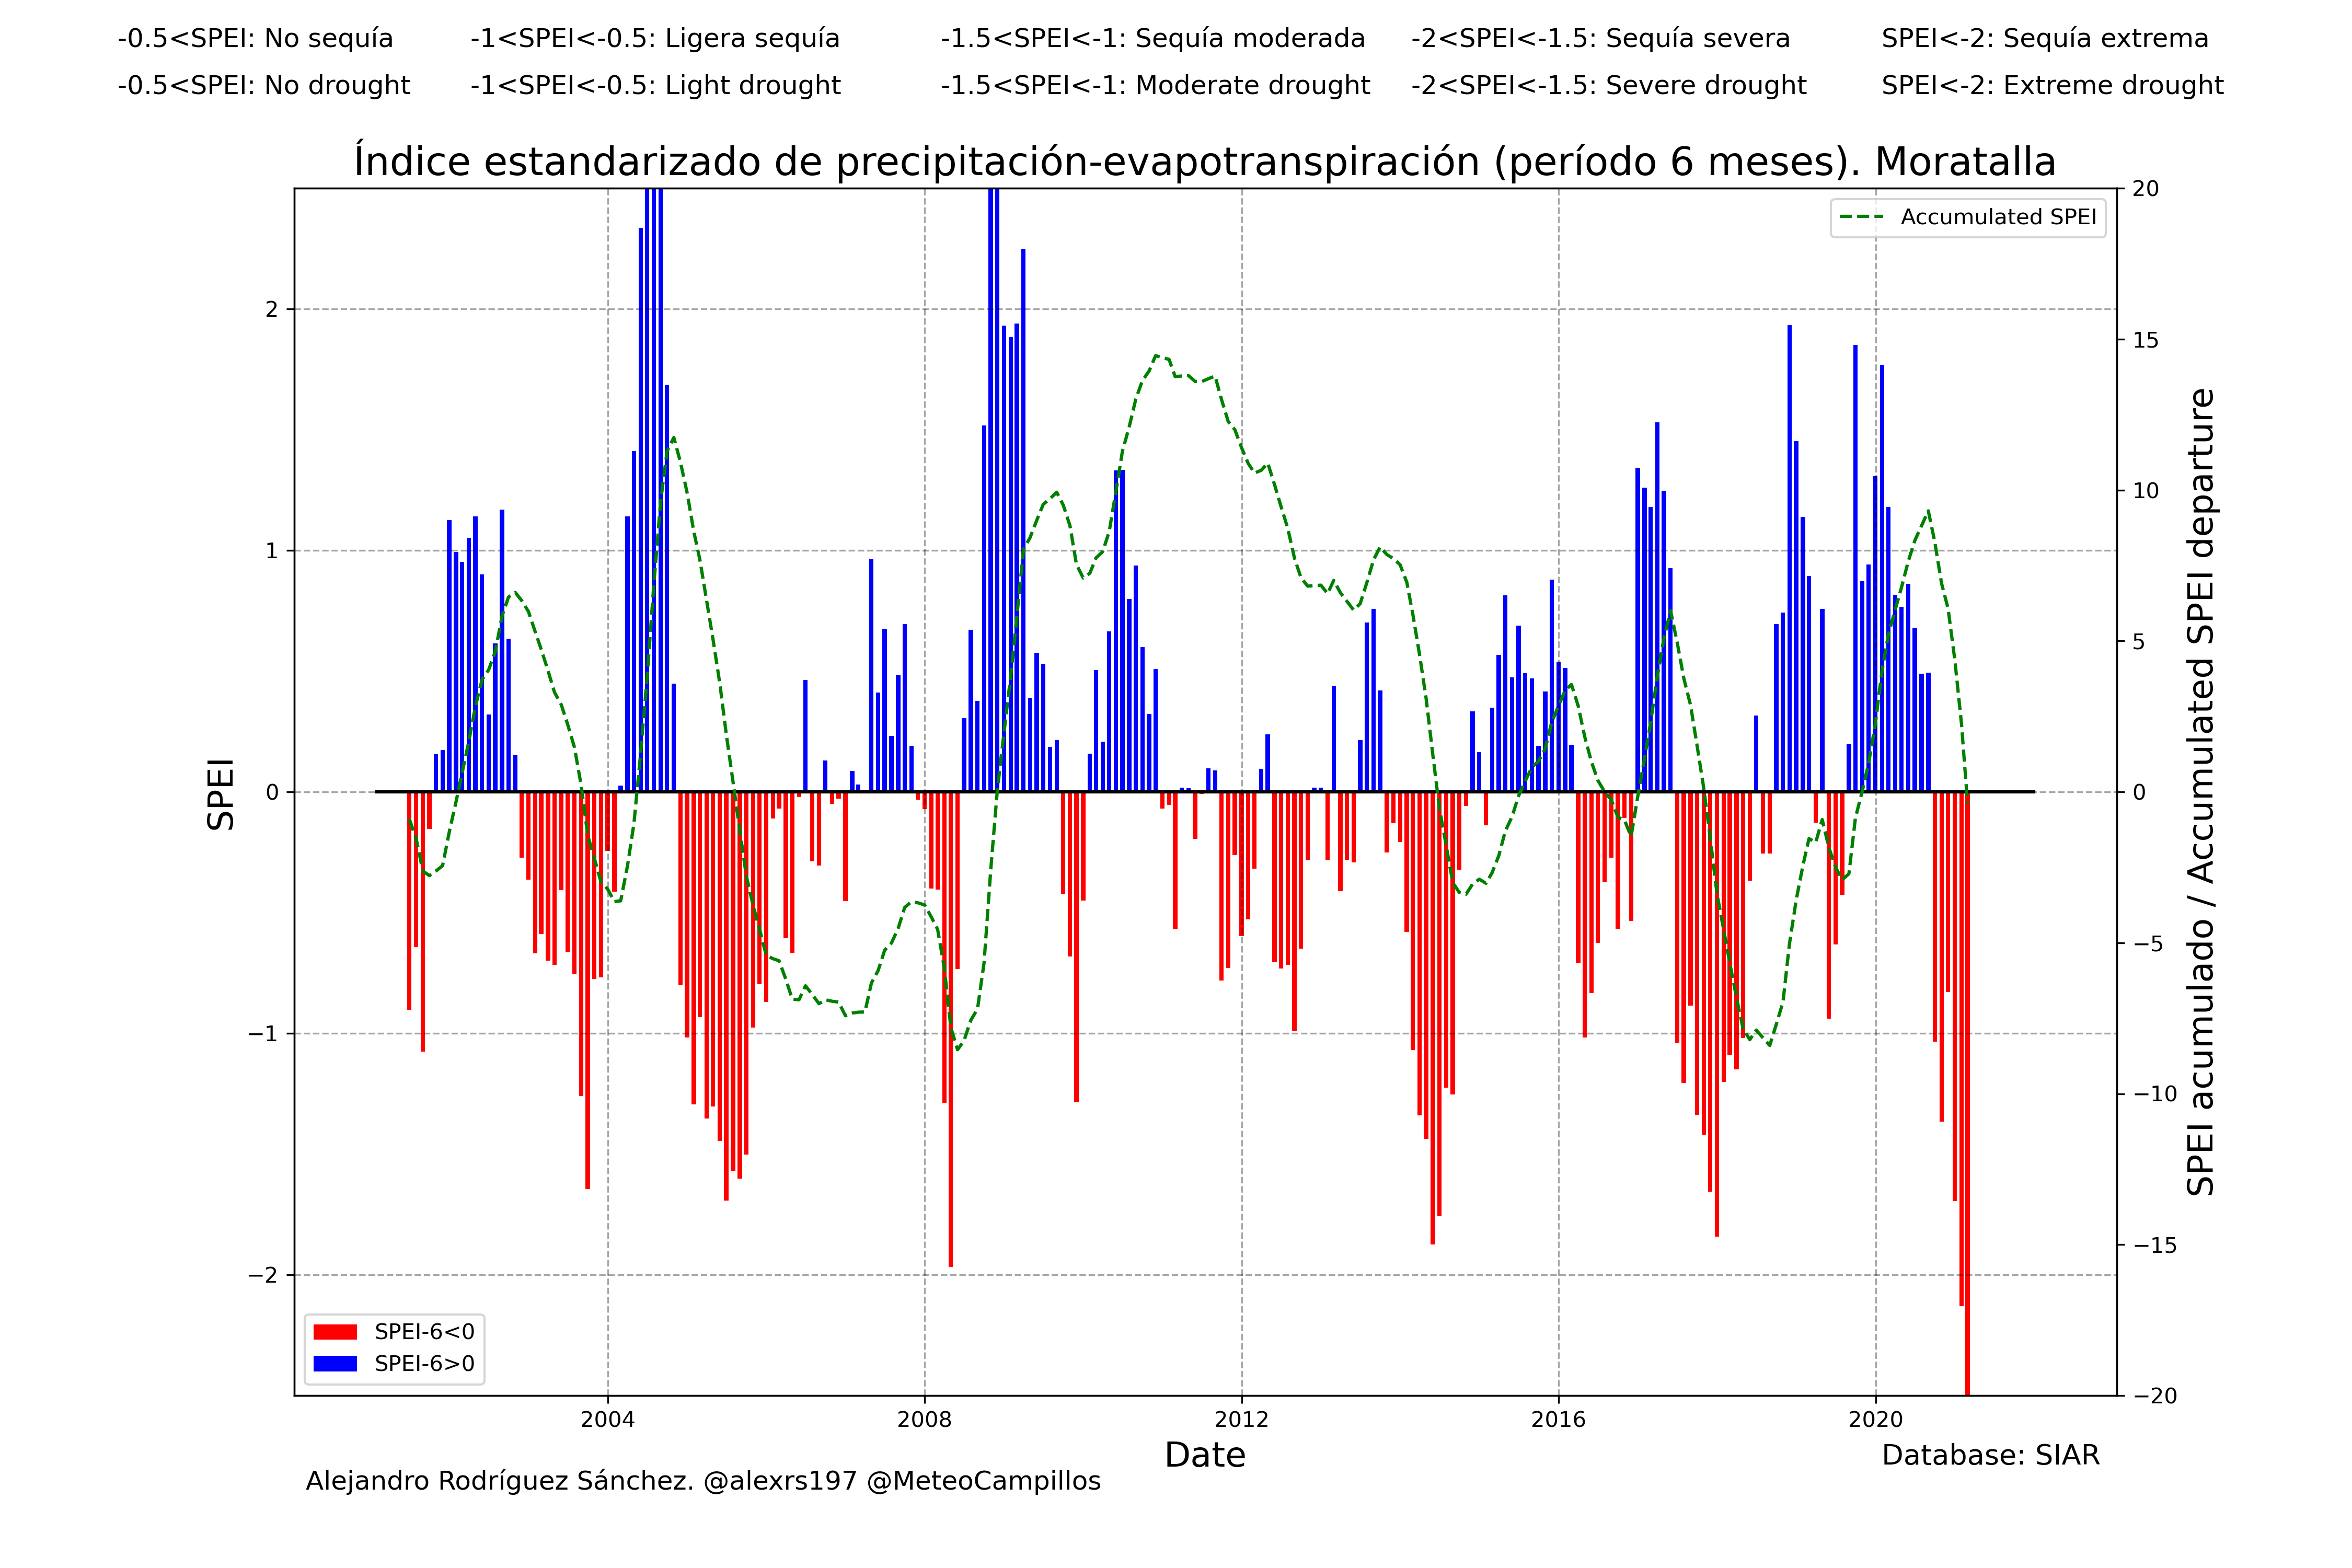 -0.5<SPEI: No sequía -1<SPEI<-0.5: Ligera sequía -1.5<SPEI<-1: Sequía moderada -2<SPEI<-1.5: Sequía severa SPEI<-2: Sequía extrema
-0.5<SPEI: No drought -1<SPEI<-0.5: Light drought -1.5<SPEI<-1: Moderate drought -2<SPEI<-1.5: Severe drought SPEI<-2: Extreme drought
Índice estandarizado de precipitación-evapotranspiración (período 6 meses). Moratalla
Accumulated SPEI
SPEI
2
1
0
−1
−2
20
15
10
5
0
−5
−10
−15
−20
SPEI acumulado / Accumulated SPEI departure
SPEI-6<0
SPEI-6>0
2004 2008 2012 2016 2020
Date
Database: SIAR
Alejandro Rodríguez Sánchez. @alexrs197 @MeteoCampillos